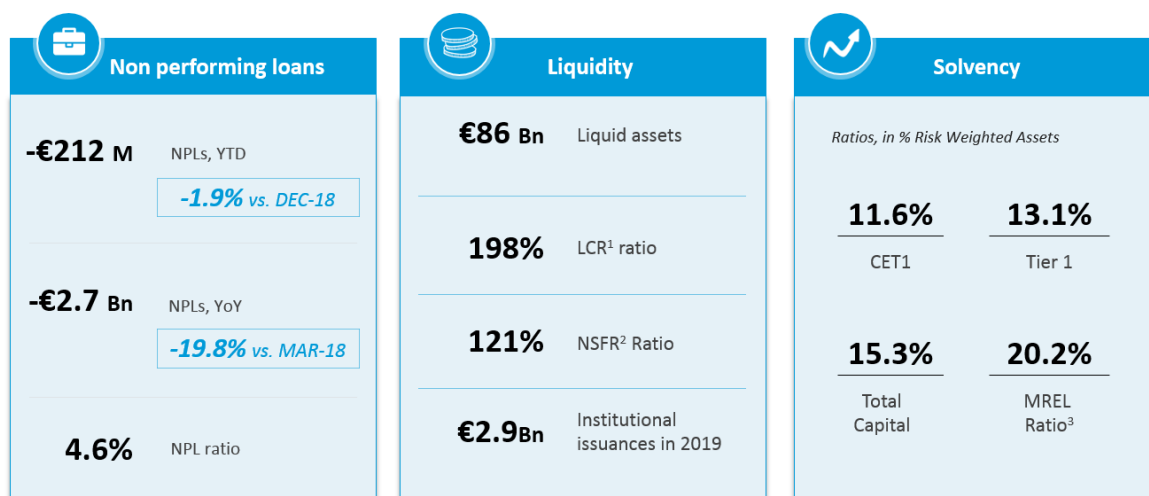 Non performing loans
-€212 M NPLs, YTD
-1.9% vs. DEC-18
-€2.7 Bn NPLs, YoY
-19.8% vs. MAR-18
4.6% NPL ratio
Liquidity
€86 Bn Liquid assets
198% LCR¹ ratio
121% NSFR² Ratio
€2.9Bn Institutional
issuances in 2019
Solvency
Ratios, in % Risk Weighted Assets
11.6% 13.1%
CET1 Tier 1
15.3% 20.2%
Total MREL
Capital Ratio³